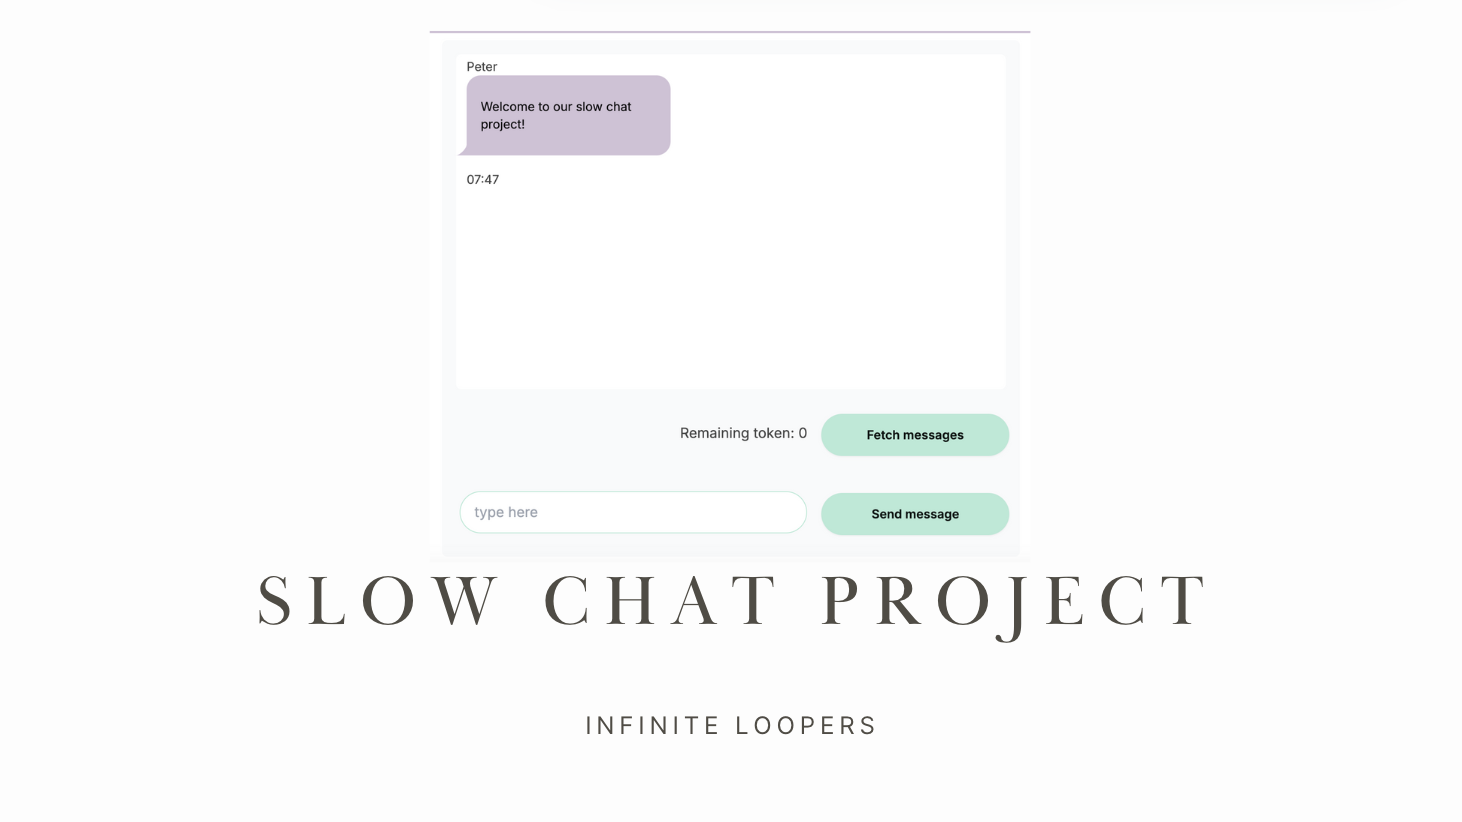 Peter
Welcome to our slow chat
project!
07:47
Remaining token: 0
Fetch messages
type here
Send message
SLOW CHAT PROJECT
INFINITE LOOPERS